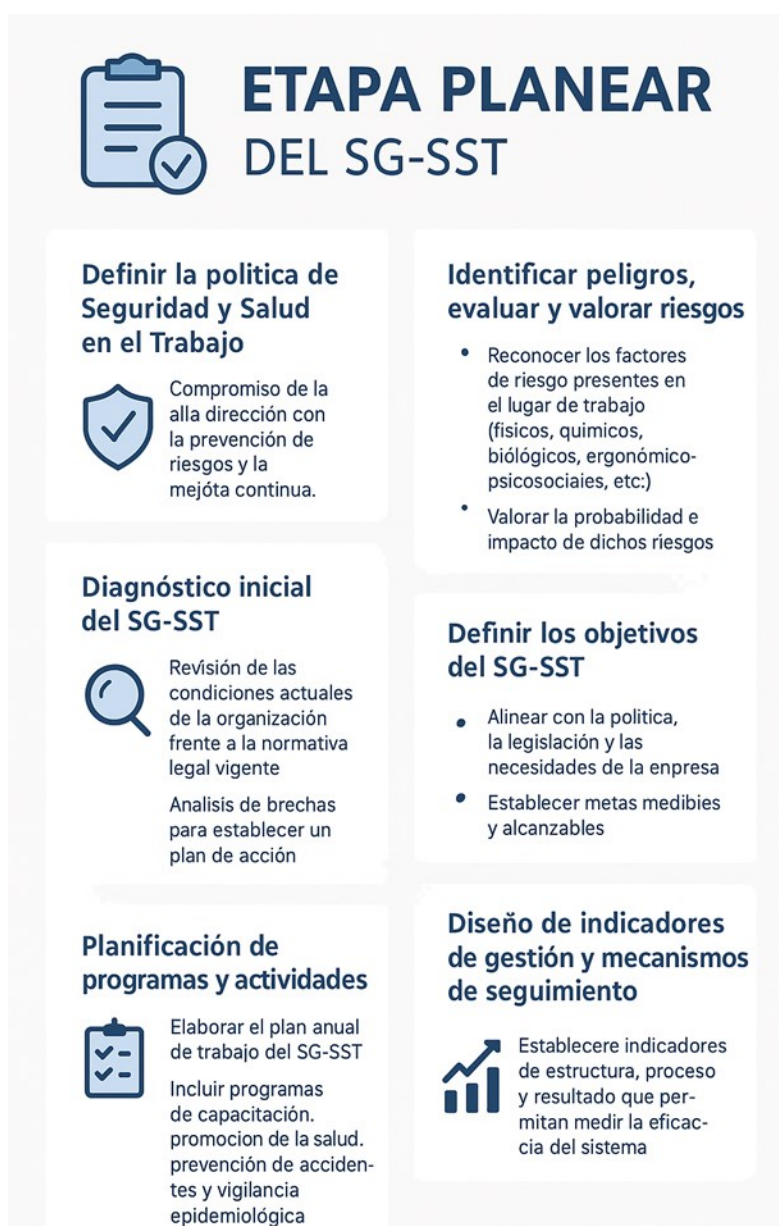 ETAPA PLANEAR
DEL SG-SST
Definir la politica de
Seguridad y Salud
en el Trabajo
Compromiso de la
alla dirección con
la prevención de
riesgos y la
mejóta continua.
Identificar peligros,
evaluar y valorar riesgos
• Reconocer los factores
de riesgo presentes en
el lugar de trabajo
(fisicos, quimicos,
biólógicos, ergonómico-
psicosociaies, etc:)
• Valorar la probabilidad e
impacto de dichos riesgos
Diagnóstico inicial
del SG-SST
Revisión de las
condiciones actuales
de la organización
frente a la normativa
legal vigente
Analisis de brechas
para establecer un
plan de acción
Definir los objetivos
del SG-SST
• Alinear con la politica,
la legislación y las
necesidades de la enpresa
• Establecer metas medibies
y alcanzables
Planificación de
programas y actividades
Elaborar el plan anual
de trabajo del SG-SST
Incluir programas
de capacitación.
promocion de la salud.
prevención de acciden-
tes y vigilancia
epidemiológica
Diseño de indicadores
de gestión y mecanismos
de seguimiento
Establecere indicadores
de estructura, proceso
y resultado que per-
mitan medir la eficac-
cia del sistema